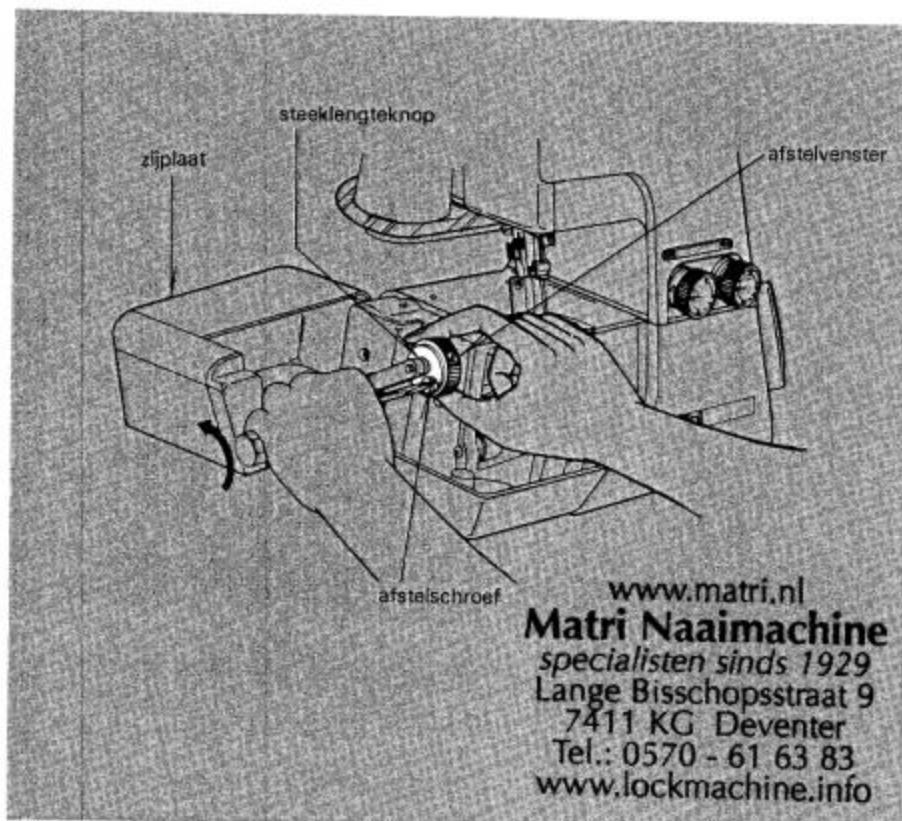 steeklengteknop
zijplaat
afstelvenster
afstelschroef
www.matri.nl
Matri Naaimachine
specialisten sinds 1929
Lange Bisschopsstraat 9
7411 KG Deventer
Tel.: 0570 - 61 63 83
www.lockmachine.info